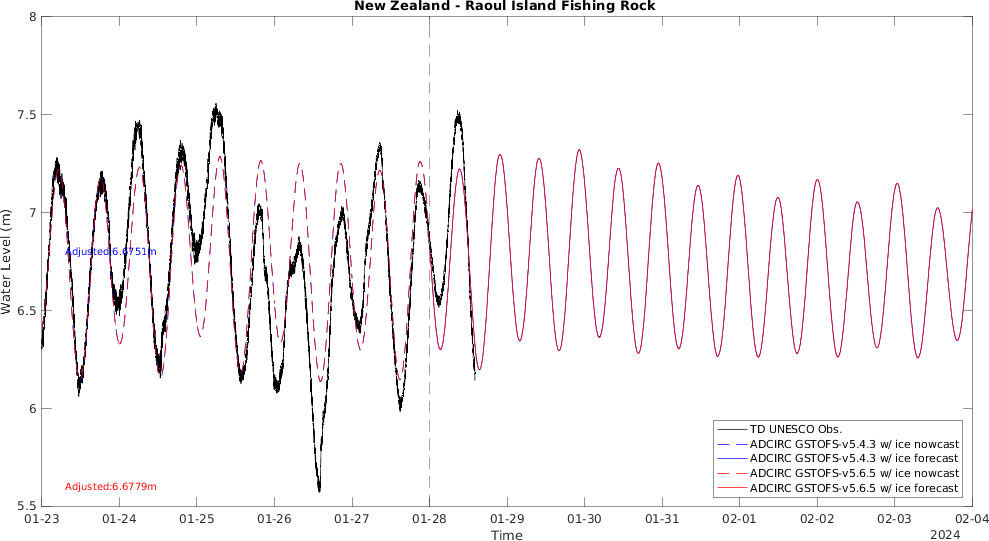 New Zealand - Raoul Island Fishing Rock
8
7.5
7
6.5
6
5.5
Water Level (m)
Adjusted:6.6751m
Adjusted:6.6779m
TD UNESCO Obs.
ADCIRC GSTOFS-v5.4.3 w/ ice nowcast
ADCIRC GSTOFS-v5.4.3 w/ ice forecast
ADCIRC GSTOFS-v5.6.5 w/ ice nowcast
ADCIRC GSTOFS-v5.6.5 w/ ice forecast
01-23 01-24 01-25 01-26 01-27 01-28 01-29 01-30 01-31 02-01 02-02 02-03 02-04
Time
2024